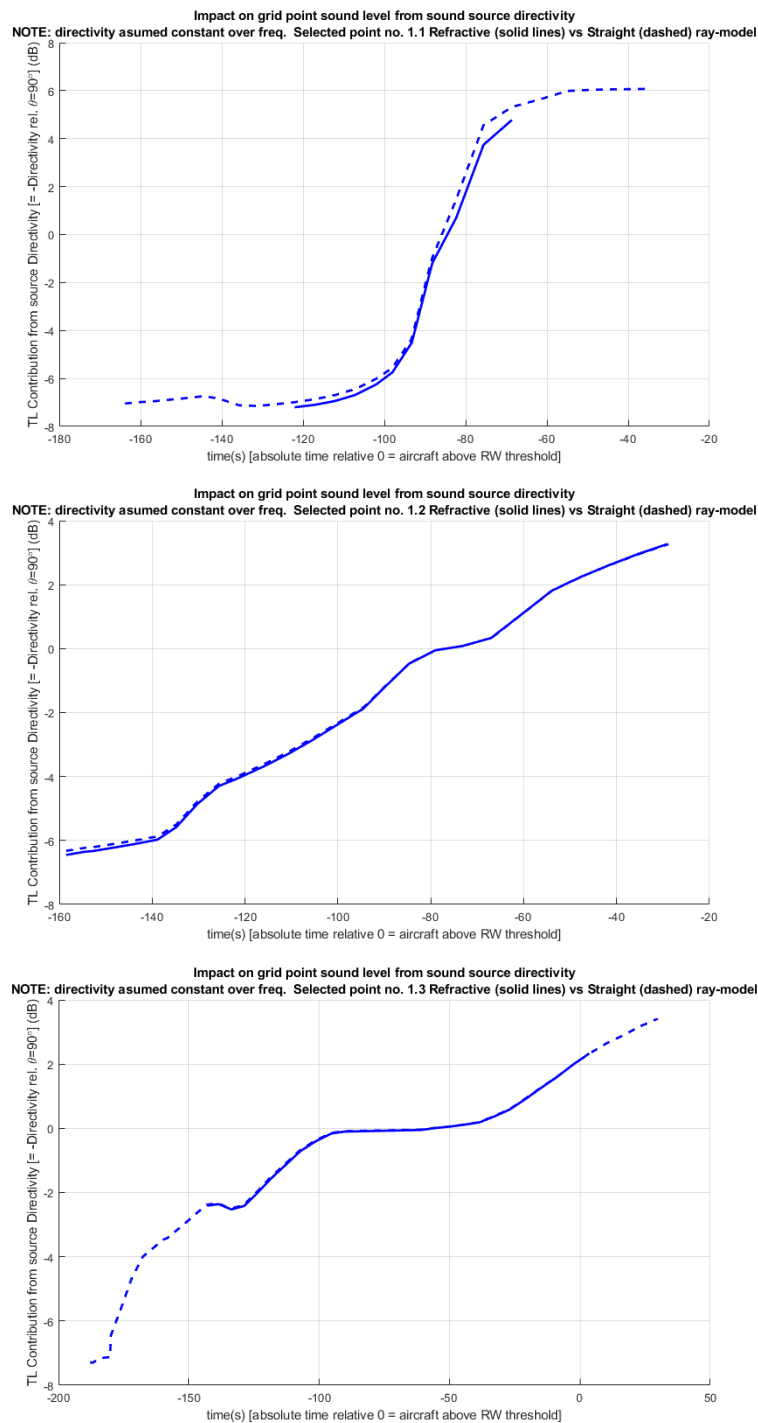 Impact on grid point sound level from sound source directivity
NOTE: directivity asumed constant over freq.  Selected point no. 1.1 Refractive (solid lines) vs Straight (dashed) ray-model
TL Contribution from source Directivity [= -Directivity rel. θ=90°] (dB)
8
6
4
2
0
-2
-4
-6
-8
-180 -160 -140 -120 -100 -80 -60 -40 -20
time(s) [absolute time relative 0 = aircraft above RW threshold]
Impact on grid point sound level from sound source directivity
NOTE: directivity asumed constant over freq.  Selected point no. 1.2 Refractive (solid lines) vs Straight (dashed) ray-model
TL Contribution from source Directivity [= -Directivity rel. θ=90°] (dB)
4
2
0
-2
-4
-6
-8
-160 -140 -120 -100 -80 -60 -40 -20
time(s) [absolute time relative 0 = aircraft above RW threshold]
Impact on grid point sound level from sound source directivity
NOTE: directivity asumed constant over freq.  Selected point no. 1.3 Refractive (solid lines) vs Straight (dashed) ray-model
TL Contribution from source Directivity [= -Directivity rel. θ=90°] (dB)
4
2
0
-2
-4
-6
-8
-200 -150 -100 -50 0 50
time(s) [absolute time relative 0 = aircraft above RW threshold]